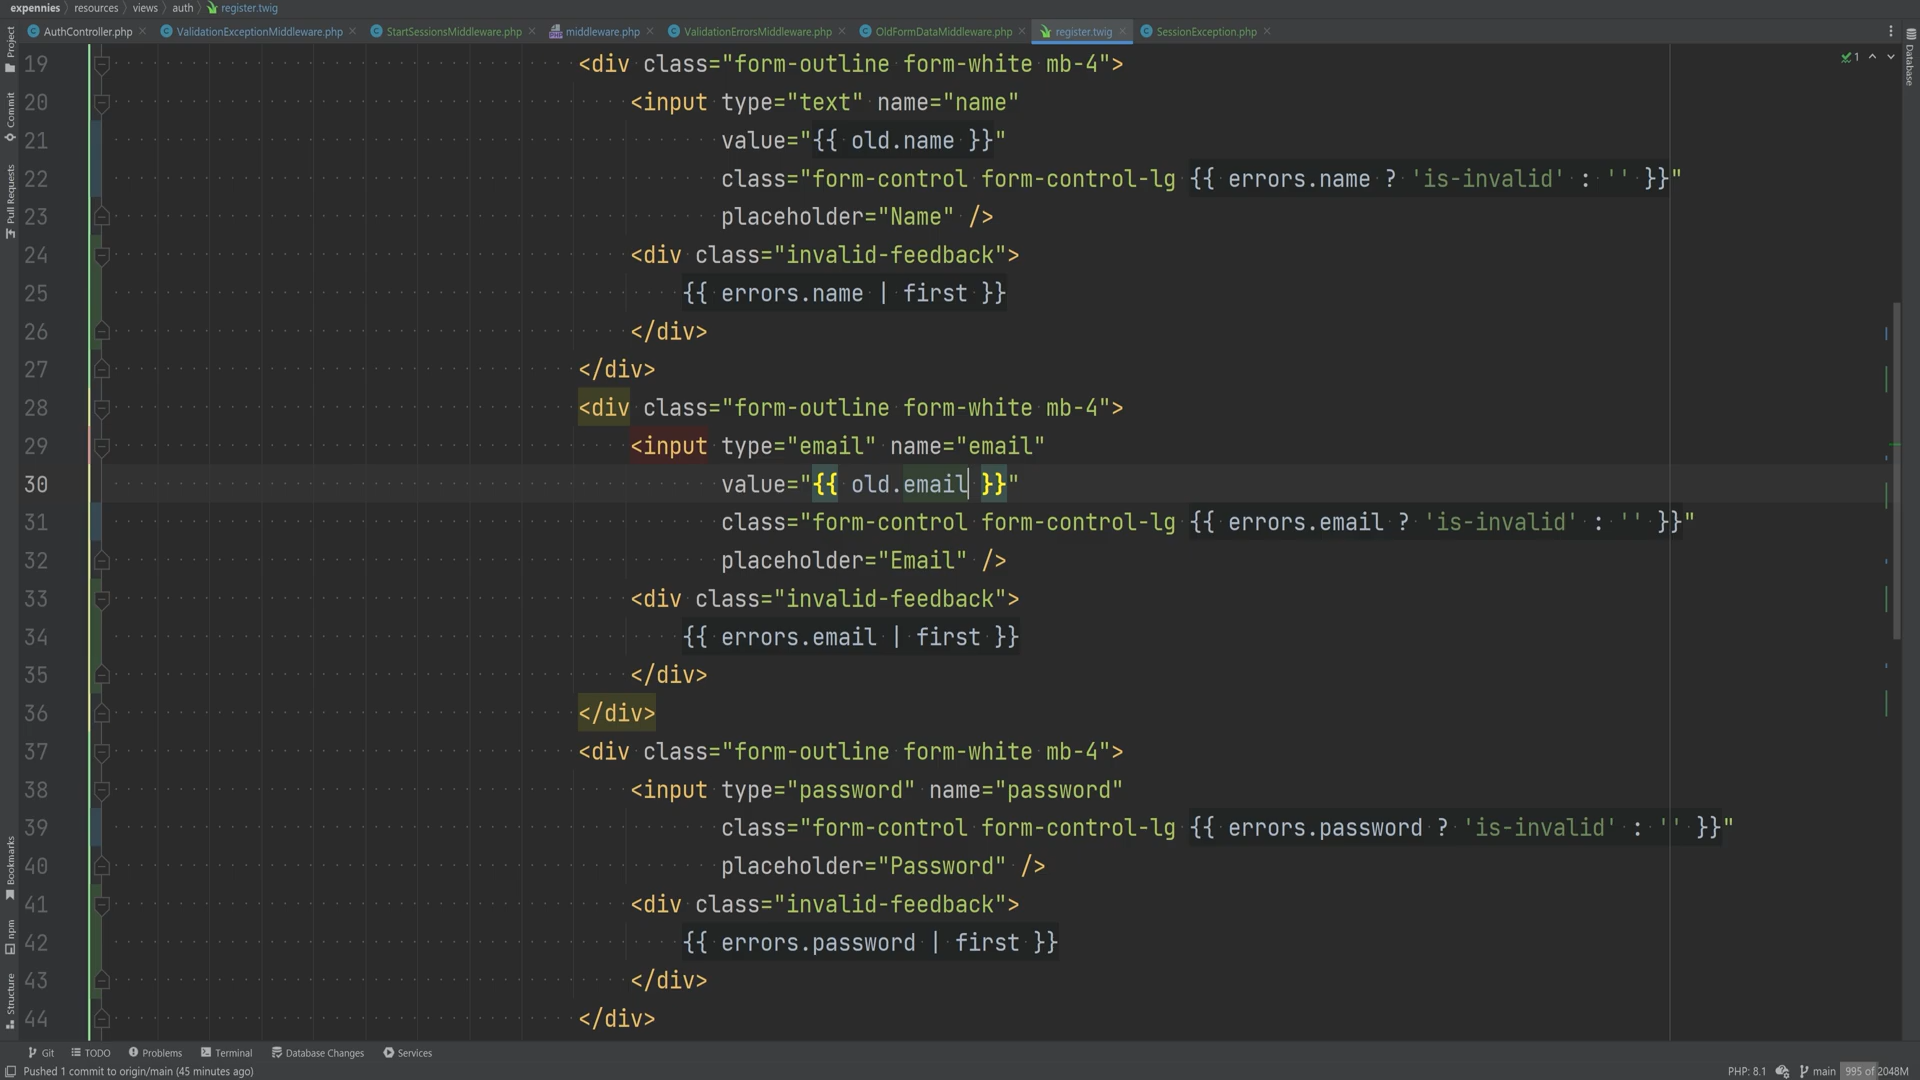 expennies resources views auth register.twig
AuthController.php ValidationExceptionMiddleware.php StartSessionsMiddleware.php middleware.php ValidationErrorsMiddleware.php OldFormDataMiddleware.php register.twig SessionException.php
Project
Commit
Pull Requests
Bookmarks
npm
Structure
Database
1
19 <div class="form-outline form-white mb-4">
20 <input type="text" name="name"
21 value="{{ old.name }}"
22 class="form-control form-control-lg {{ errors.name ? 'is-invalid' : '' }}"
23 placeholder="Name" />
24 <div class="invalid-feedback">
25 {{ errors.name | first }}
26 </div>
27 </div>
28 <div class="form-outline form-white mb-4">
29 <input type="email" name="email"
30 value="{{ old.email }}"
31 class="form-control form-control-lg {{ errors.email ? 'is-invalid' : '' }}"
32 placeholder="Email" />
33 <div class="invalid-feedback">
34 {{ errors.email | first }}
35 </div>
36 </div>
37 <div class="form-outline form-white mb-4">
38 <input type="password" name="password"
39 class="form-control form-control-lg {{ errors.password ? 'is-invalid' : '' }}"
40 placeholder="Password" />
41 <div class="invalid-feedback">
42 {{ errors.password | first }}
43 </div>
44 </div>
Git TODO Problems Terminal Database Changes Services
Pushed 1 commit to origin/main (45 minutes ago) PHP: 8.1 main 995 of 2048M